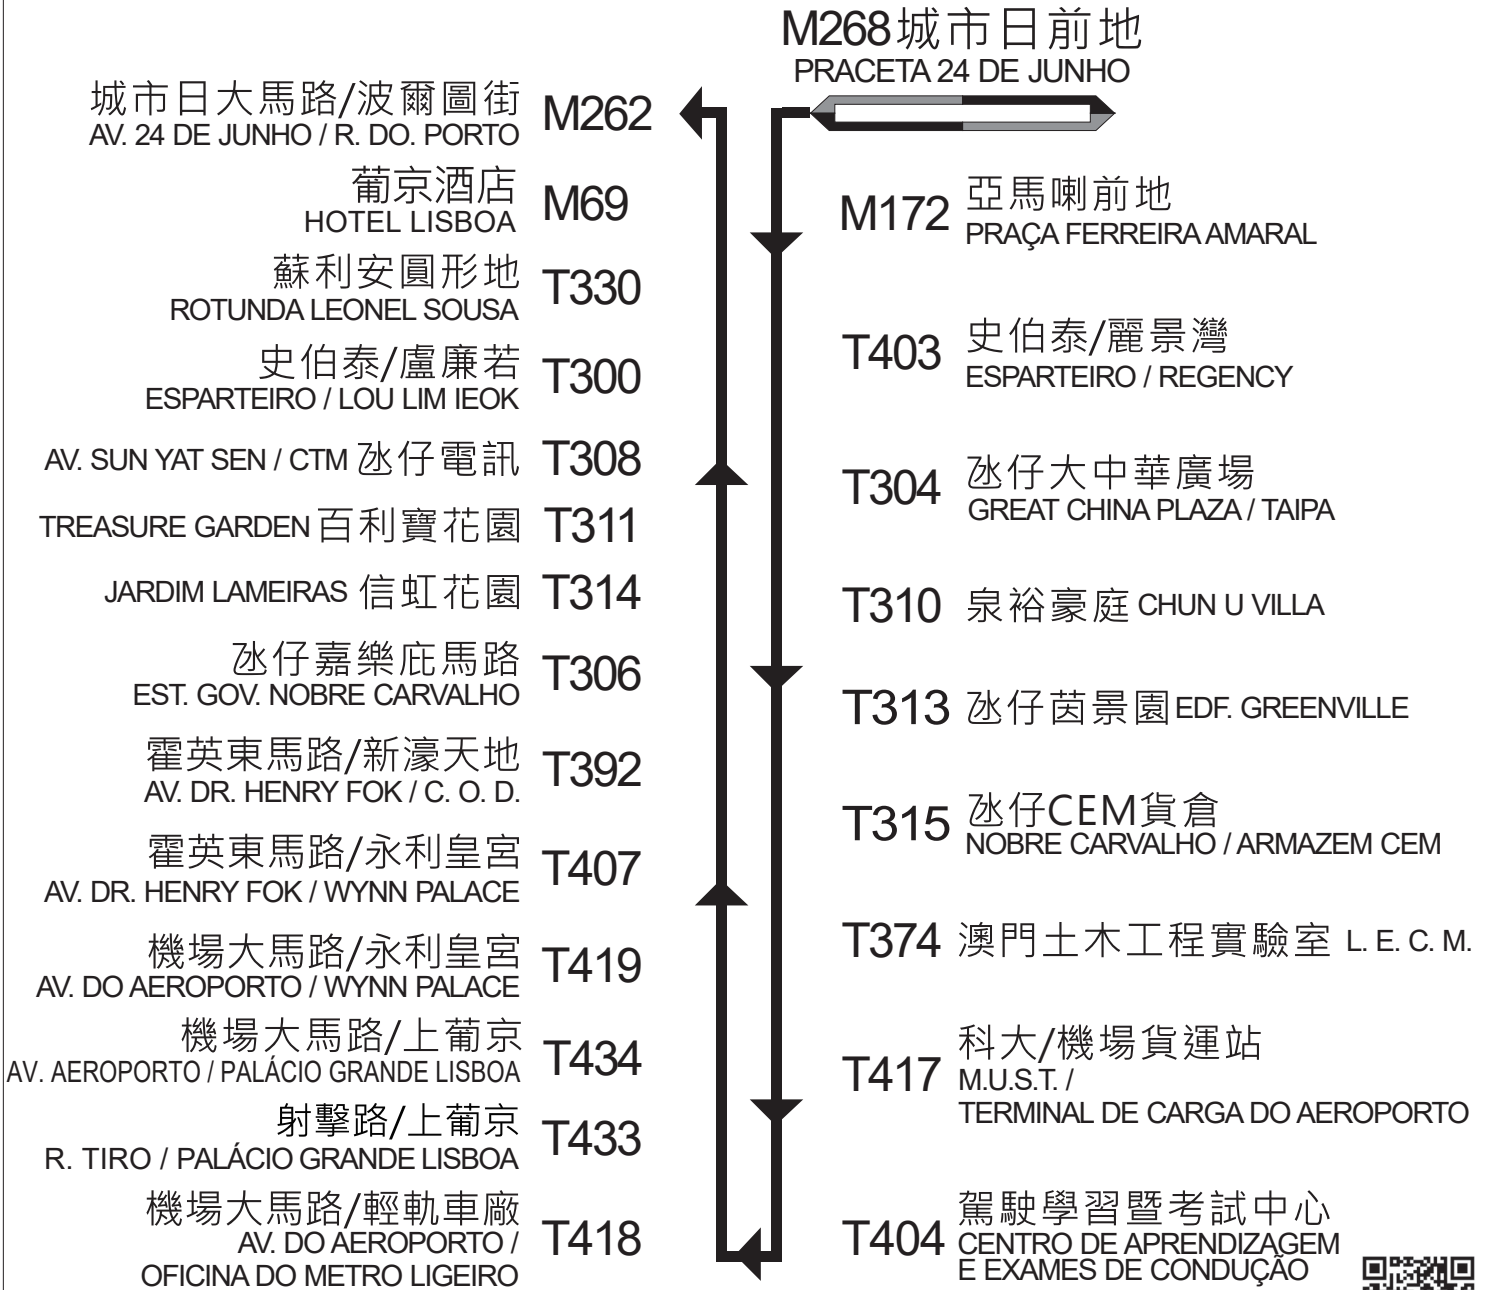 M268 城市日前地
PRACETA 24 DE JUNHO
城市日大馬路/波爾圖街
AV. 24 DE JUNHO / R. DO. PORTO
M262
葡京酒店
HOTEL LISBOA
M69
蘇利安圓形地
ROTUNDA LEONEL SOUSA
T330
史伯泰/盧廉若
ESPARTEIRO / LOU LIM IEOK
T300
AV. SUN YAT SEN / CTM 氹仔電訊 T308
TREASURE GARDEN 百利寶花園 T311
JARDIM LAMEIRAS 信虹花園 T314
氹仔嘉樂庇馬路
EST. GOV. NOBRE CARVALHO
T306
霍英東馬路/新濠天地
AV. DR. HENRY FOK / C. O. D.
T392
霍英東馬路/永利皇宮
AV. DR. HENRY FOK / WYNN PALACE
T407
機場大馬路/永利皇宮
AV. DO AEROPORTO / WYNN PALACE
T419
機場大馬路/上葡京
AV. AEROPORTO / PALÁCIO GRANDE LISBOA
T434
射擊路/上葡京
R. TIRO / PALÁCIO GRANDE LISBOA
T433
機場大馬路/輕軌車廠
AV. DO AEROPORTO /
OFICINA DO METRO LIGEIRO
T418
M172
亞馬喇前地
PRAÇA FERREIRA AMARAL
T403
史伯泰/麗景灣
ESPARTEIRO / REGENCY
T304
氹仔大中華廣場
GREAT CHINA PLAZA / TAIPA
T310 泉裕豪庭 CHUN U VILLA
T313 氹仔茵景園 EDF. GREENVILLE
T315
氹仔CEM貨倉
NOBRE CARVALHO / ARMAZEM CEM
T374 澳門土木工程實驗室 L. E. C. M.
T417
科大/機場貨運站
M.U.S.T. /
TERMINAL DE CARGA DO AEROPORTO
T404
駕駛學習暨考試中心
CENTRO DE APRENDIZAGEM
E EXAMES DE CONDUÇÃO